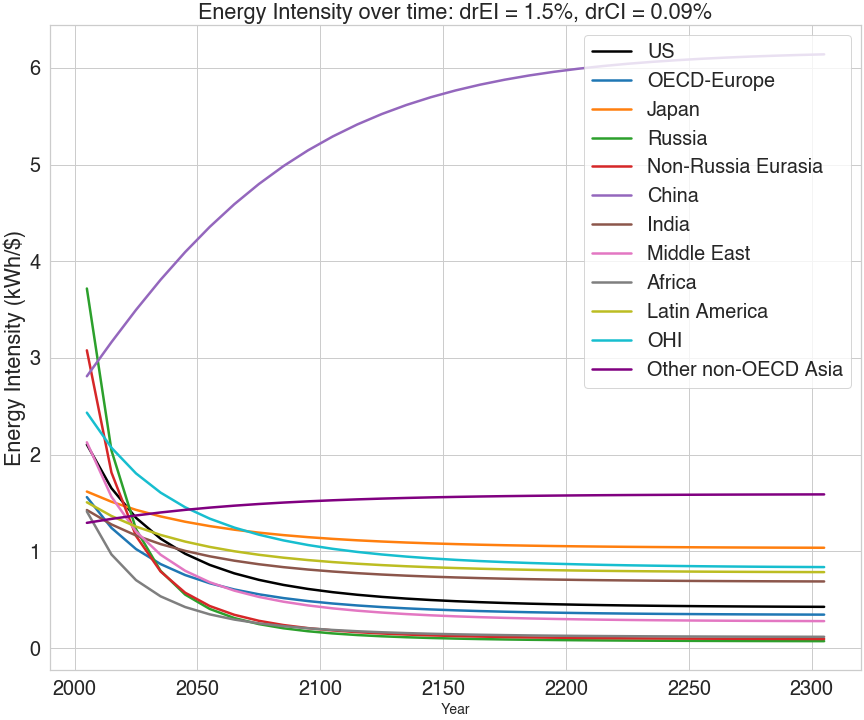 Energy Intensity over time: drEI = 1.5%, drCI = 0.09%
Energy Intensity (kWh/$)
6
5
4
3
2
1
0
US
OECD-Europe
Japan
Russia
Non-Russia Eurasia
China
India
Middle East
Africa
Latin America
OHI
Other non-OECD Asia
2000 2050 2100 2150 2200 2250 2300
Year